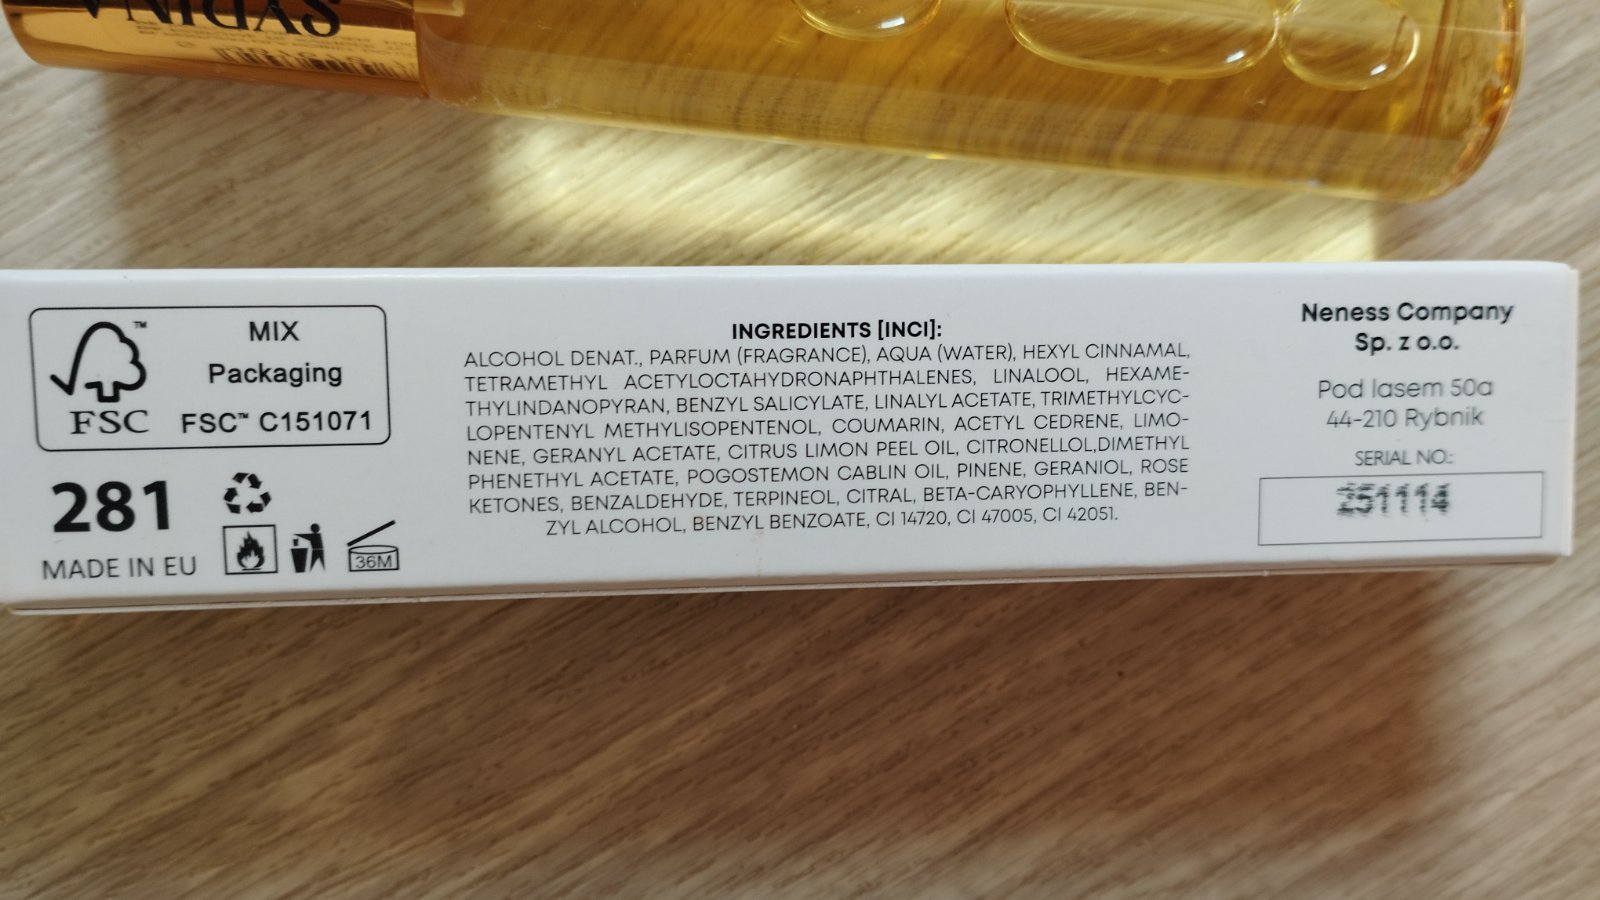 SYRINA
™
MIX
Packaging
FSC
FSC™ C151071
281
MADE IN EU
36M
INGREDIENTS [INCI]:
ALCOHOL DENAT., PARFUM (FRAGRANCE), AQUA (WATER), HEXYL CINNAMAL,
TETRAMETHYL ACETYLOCTAHYDRONAPHTHALENES, LINALOOL, HEXAME-
THYLINDANOPYRAN, BENZYL SALICYLATE, LINALYL ACETATE, TRIMETHYLCYC-
LOPENTENYL METHYLISOPENTENOL, COUMARIN, ACETYL CEDRENE, LIMO-
NENE, GERANYL ACETATE, CITRUS LIMON PEEL OIL, CITRONELLOL,DIMETHYL
PHENETHYL ACETATE, POGOSTEMON CABLIN OIL, PINENE, GERANIOL, ROSE
KETONES, BENZALDEHYDE, TERPINEOL, CITRAL, BETA-CARYOPHYLLENE, BEN-
ZYL ALCOHOL, BENZYL BENZOATE, CI 14720, CI 47005, CI 42051.
Neness Company
Sp. z o.o.
Pod lasem 50a
44-210 Rybnik
SERIAL NO.:
251114